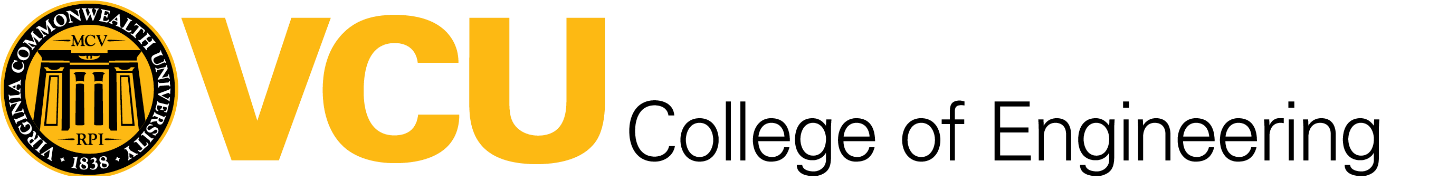 VIRGINIA COMMONWEALTH UNIVERSITY
MCV
RPI
· 1838 ·
VCU College of Engineering